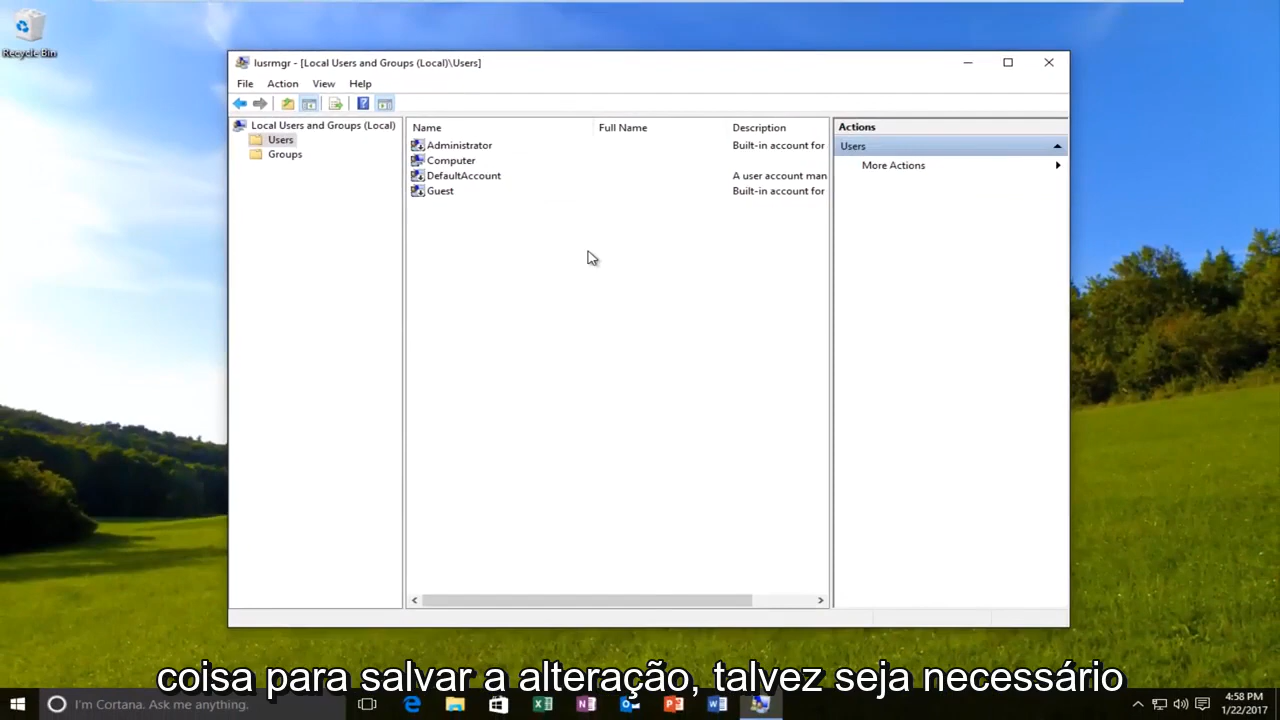 Recycle Bin
lusrmgr - [Local Users and Groups (Local)\Users]
File Action View Help
Local Users and Groups (Local)
Users
Groups
Name Full Name Description
Administrator Built-in account for
Computer
DefaultAccount A user account man
Guest Built-in account for
Actions
Users
More Actions
coisa para salvar a alteração, talvez seja necessário
I'm Cortana. Ask me anything.
4:58 PM
1/22/2017